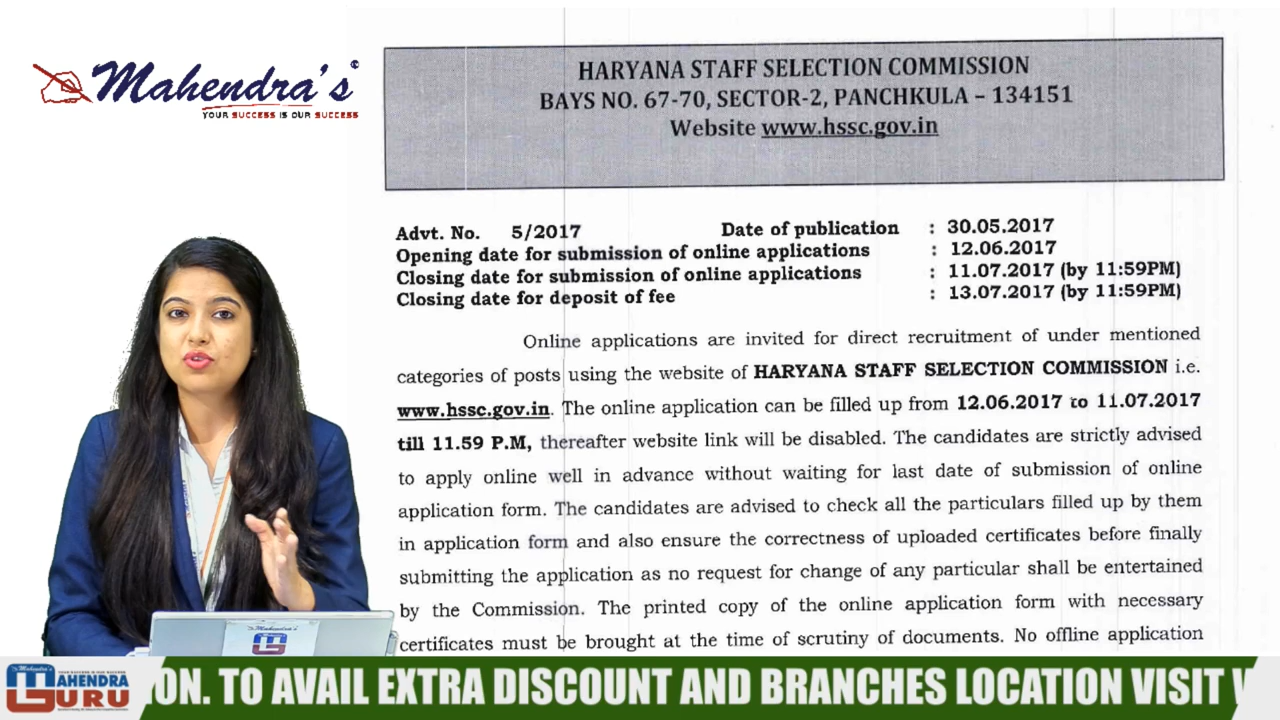 Mahendra's
YOUR SUCCESS IS OUR SUCCESS
HARYANA STAFF SELECTION COMMISSION
BAYS NO. 67-70, SECTOR-2, PANCHKULA – 134151
Website www.hssc.gov.in
Advt. No. 5/2017 Date of publication : 30.05.2017
Opening date for submission of online applications : 12.06.2017
Closing date for submission of online applications : 11.07.2017 (by 11:59PM)
Closing date for deposit of fee : 13.07.2017 (by 11:59PM)
Online applications are invited for direct recruitment of under mentioned
categories of posts using the website of HARYANA STAFF SELECTION COMMISSION i.e.
www.hssc.gov.in. The online application can be filled up from 12.06.2017 to 11.07.2017
till 11.59 P.M, thereafter website link will be disabled. The candidates are strictly advised
to apply online well in advance without waiting for last date of submission of online
application form. The candidates are advised to check all the particulars filled up by them
in application form and also ensure the correctness of uploaded certificates before finally
submitting the application as no request for change of any particular shall be entertained
by the Commission. The printed copy of the online application form with necessary
certificates must be brought at the time of scrutiny of documents. No offline application
Mahendra's
MAHENDRA
GURU
ON. TO AVAIL EXTRA DISCOUNT AND BRANCHES LOCATION VISIT